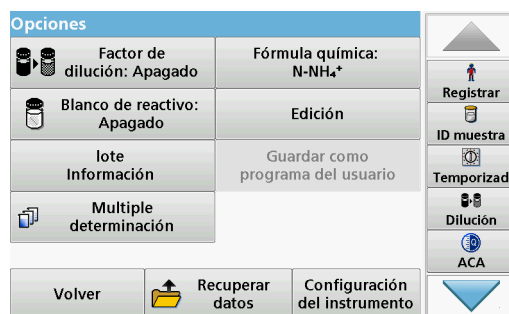 Opciones
Factor de
dilución: Apagado
Fórmula química:
N-NH₄⁺
Blanco de reactivo:
Apagado
Edición
lote
Información
Guardar como
programa del usuario
Multiple
determinación
Volver
Recuperar
datos
Configuración
del instrumento
Registrar
ID muestra
Temporizad
Dilución
ACA